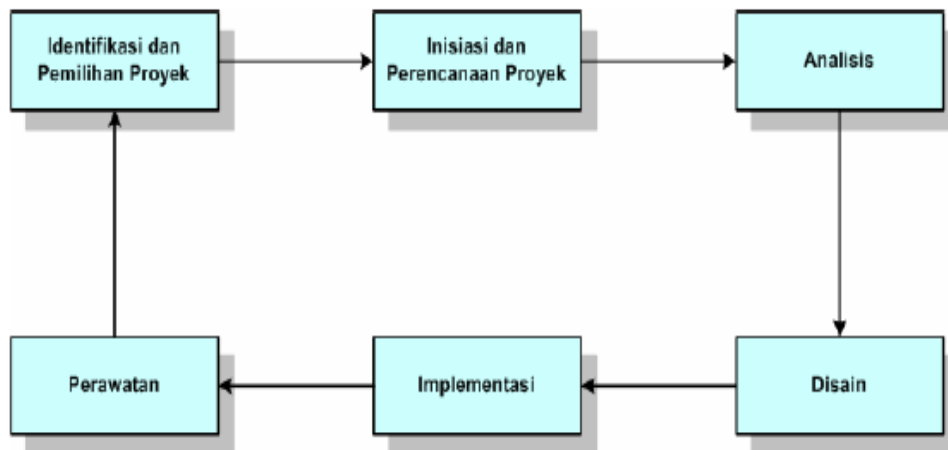 Identifikasi dan
Pemilihan Proyek
Inisiasi dan
Perencanaan Proyek
Analisis
Perawatan
Implementasi
Disain